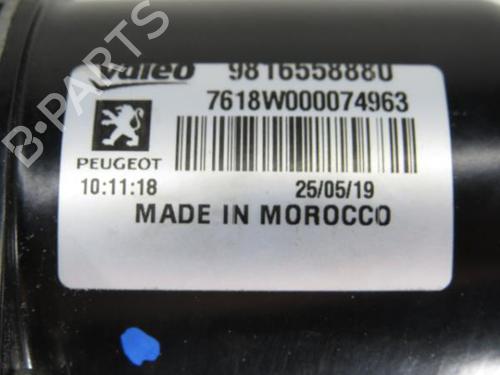 Valeo 9816558880
7618W000074963
PEUGEOT
10:11:18 25/05/19
MADE IN MOROCCO
B-PARTS